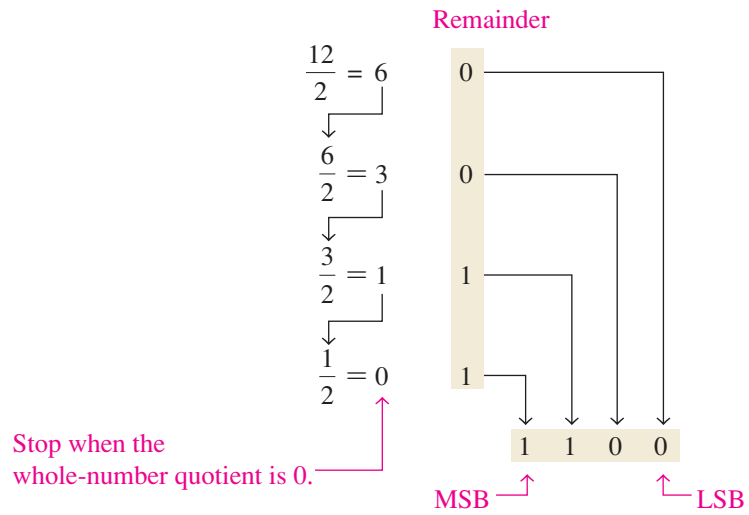 Remainder
12/2 = 6 0
6/2 = 3 0
3/2 = 1 1
1/2 = 0 1
Stop when the
whole-number quotient is 0.
1 1 0 0
MSB LSB